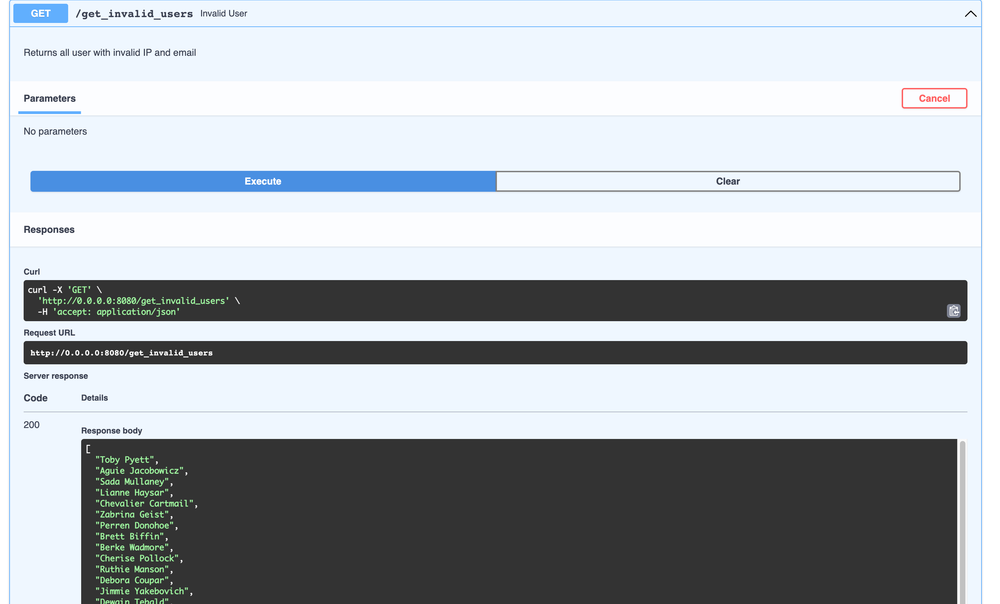 GET /get_invalid_users Invalid User
Returns all user with invalid IP and email
Parameters
Cancel
No parameters
Execute
Clear
Responses
Curl
curl -X 'GET' \
'http://0.0.0.0:8080/get_invalid_users' \
-H 'accept: application/json'
Request URL
http://0.0.0.0:8080/get_invalid_users
Server response
Code Details
200
Response body
[
"Toby Pyett",
"Aguie Jacobowicz",
"Sada Mullaney",
"Lianne Haysar",
"Chevalier Cartmail",
"Zabrina Geist",
"Perren Donohoe",
"Brett Biffin",
"Berke Wadmore",
"Cherise Pollock",
"Ruthie Manson",
"Debora Coupar",
"Jimmie Yakebovich",
"Dewain Tebald",